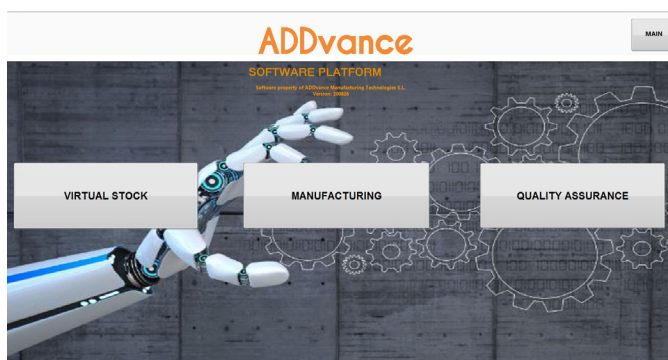 ADDvance
MAIN
SOFTWARE PLATFORM
Software property of ADDvance Manufacturing Technologies S.L.
VIRTUAL STOCK
MANUFACTURING
QUALITY ASSURANCE